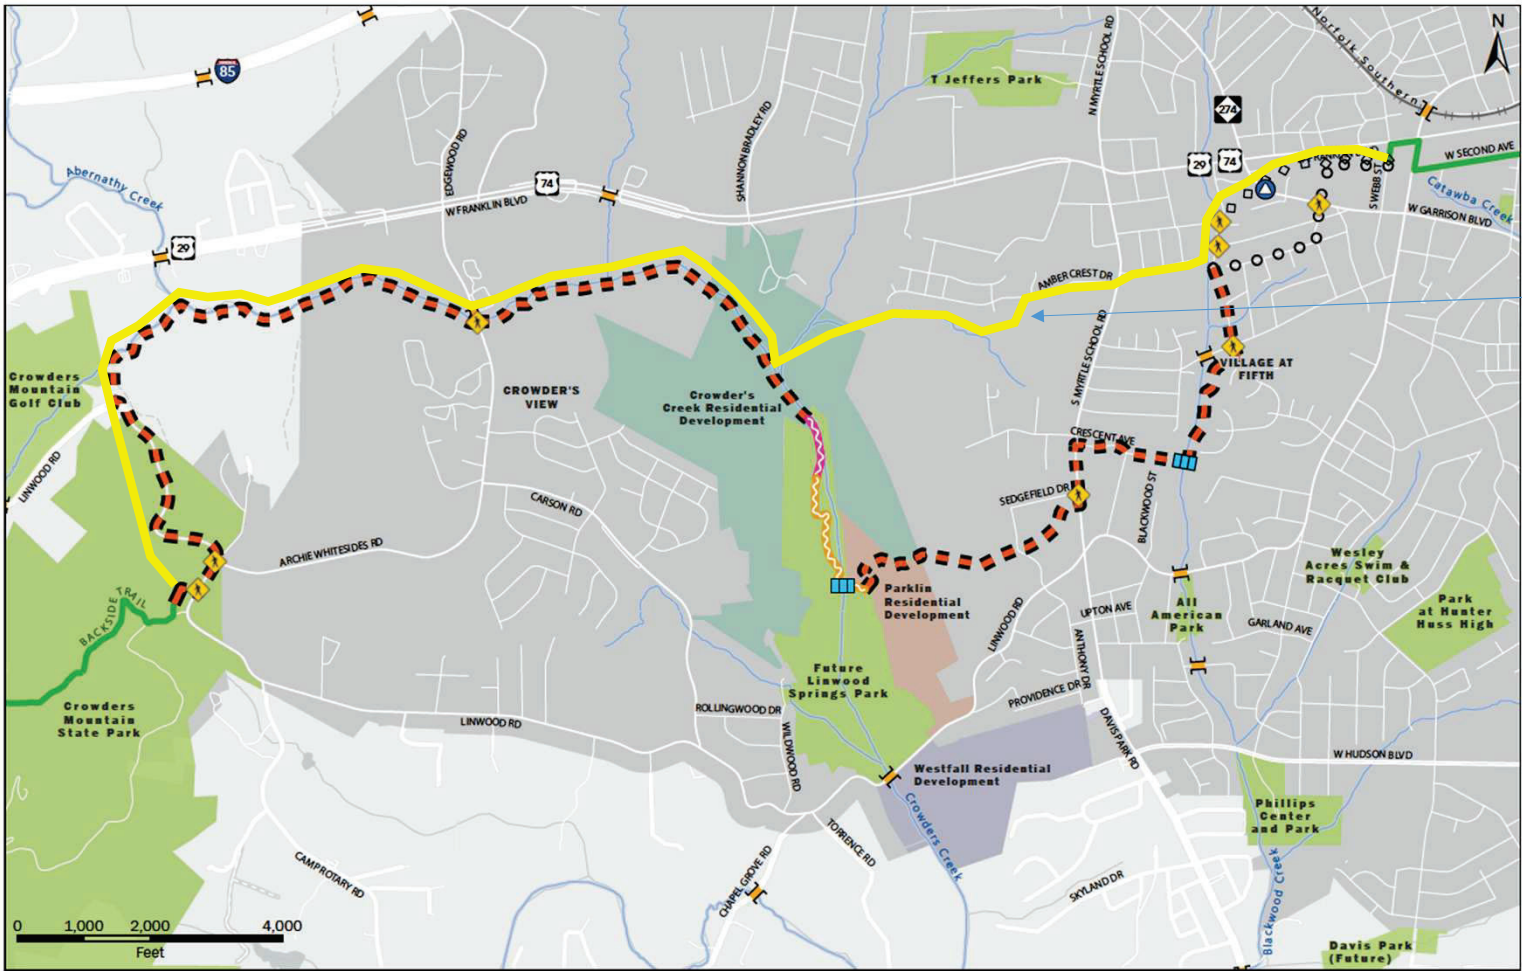 N
Norfolk Southern
85
T Jeffers Park
N MYRTLE SCHOOL RD
274
EDGEWOOD RD
SHANNON BRADLEY RD
Abernathy Creek
74
29
74
W SECOND AVE
W FRANKLIN BLVD
S WEBB ST
Catawba Creek
W GARRISON BLVD
29
AMBER CREST DR
S MYRTLE SCHOOL RD
Crowders
Mountain
Golf Club
CROWDER'S
VIEW
Crowder's
Creek Residential
Development
VILLAGE AT
FIFTH
CRESCENT AVE
LINWOOD RD
CARSON RD
SEDGEFIELD DR
BLACKWOOD ST
ARCHIE WHITESIDES RD
Wesley
Acres Swim &
Racquet Club
BACKSIDE TRAIL
Parklin
Residential
Development
LINWOOD RD
UPTON AVE
All
American
Park
GARLAND AVE
Park
at Hunter
Huss High
ANTHONY DR
Future
Linwood
Springs Park
PROVIDENCE DR
Crowders
Mountain
State Park
LINWOOD RD
ROLLINGWOOD DR
WILDWOOD RD
DAVIS PARK RD
W HUDSON BLVD
Westfall Residential
Development
Crowders Creek
Phillips
Center
and Park
TORRENCE RD
CAMP ROTARY RD
CHAPEL GROVE RD
SKYLAND DR
Blackwood Creek
Davis Park
(Future)
0 1,000 2,000 4,000
Feet